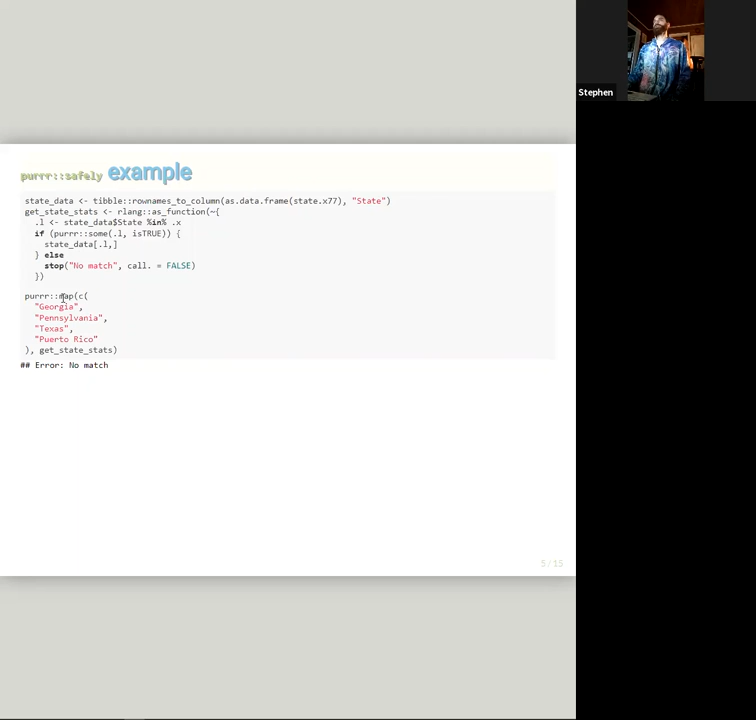 Stephen
purrr::safely example
state_data <- tibble::rownames_to_column(as.data.frame(state.x77), "State")
get_state_stats <- rlang::as_function(~{
.l <- state_data$State %in% .x
if (purrr::some(.l, isTRUE)) {
state_data[.l,]
} else
stop("No match", call. = FALSE)
})
purrr::map(c(
"Georgia",
"Pennsylvania",
"Texas",
"Puerto Rico"
), get_state_stats)
## Error: No match
5 / 15